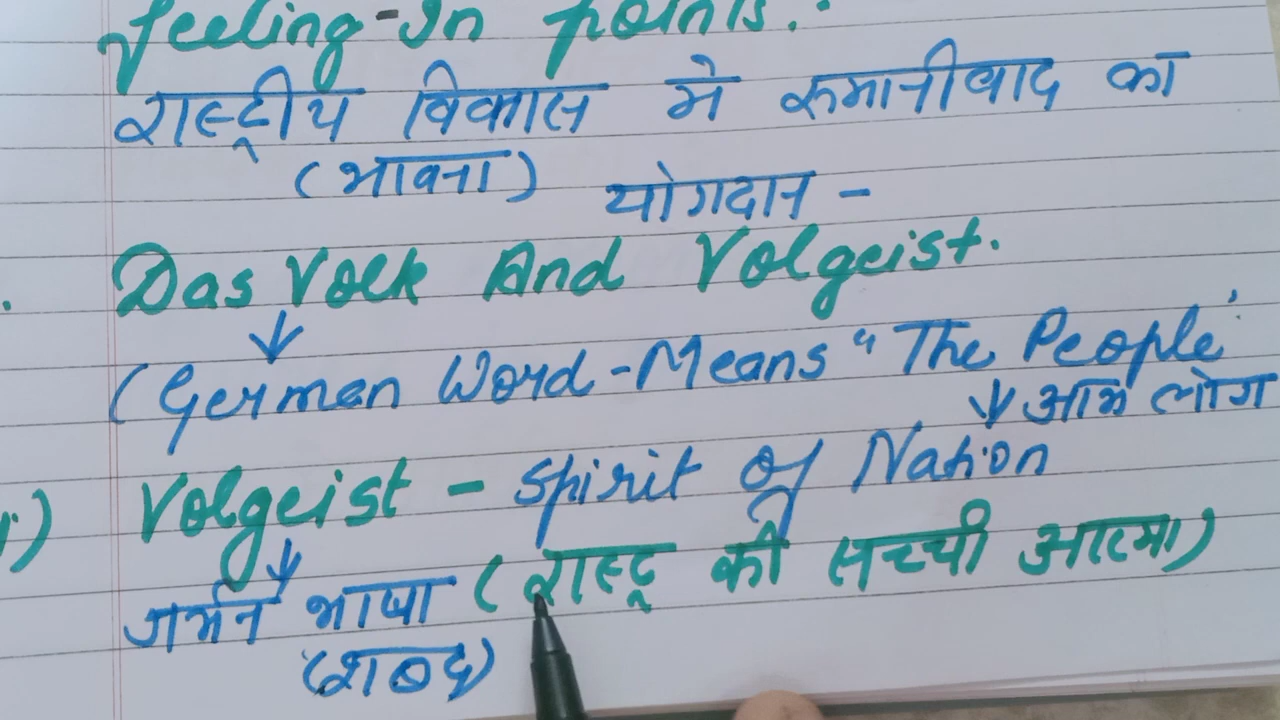 feeling-In points.:
रास्ट्रीय विकास मे रुमानीवाद का
(भावना) योगदान -
. Das Volk And Volgeist.
↓
(German Word - Means "The People"
↓ आम लोग
i) Volgeist - Spirit Of Nation
↓
जर्मन भाषा (रास्ट्र की सच्ची आत्मा)
(शब्द)